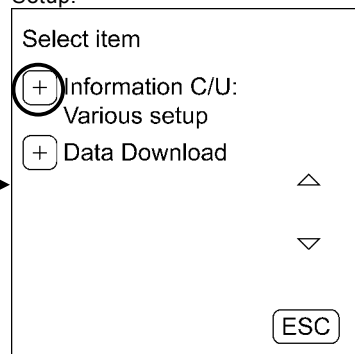 Setup:
Select item
+ Information C/U:
Various setup
+ Data Download
ESC